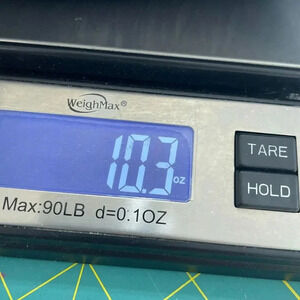 WeighMax®
10.3 oz
TARE
HOLD
Max:90LB d=0.1OZ